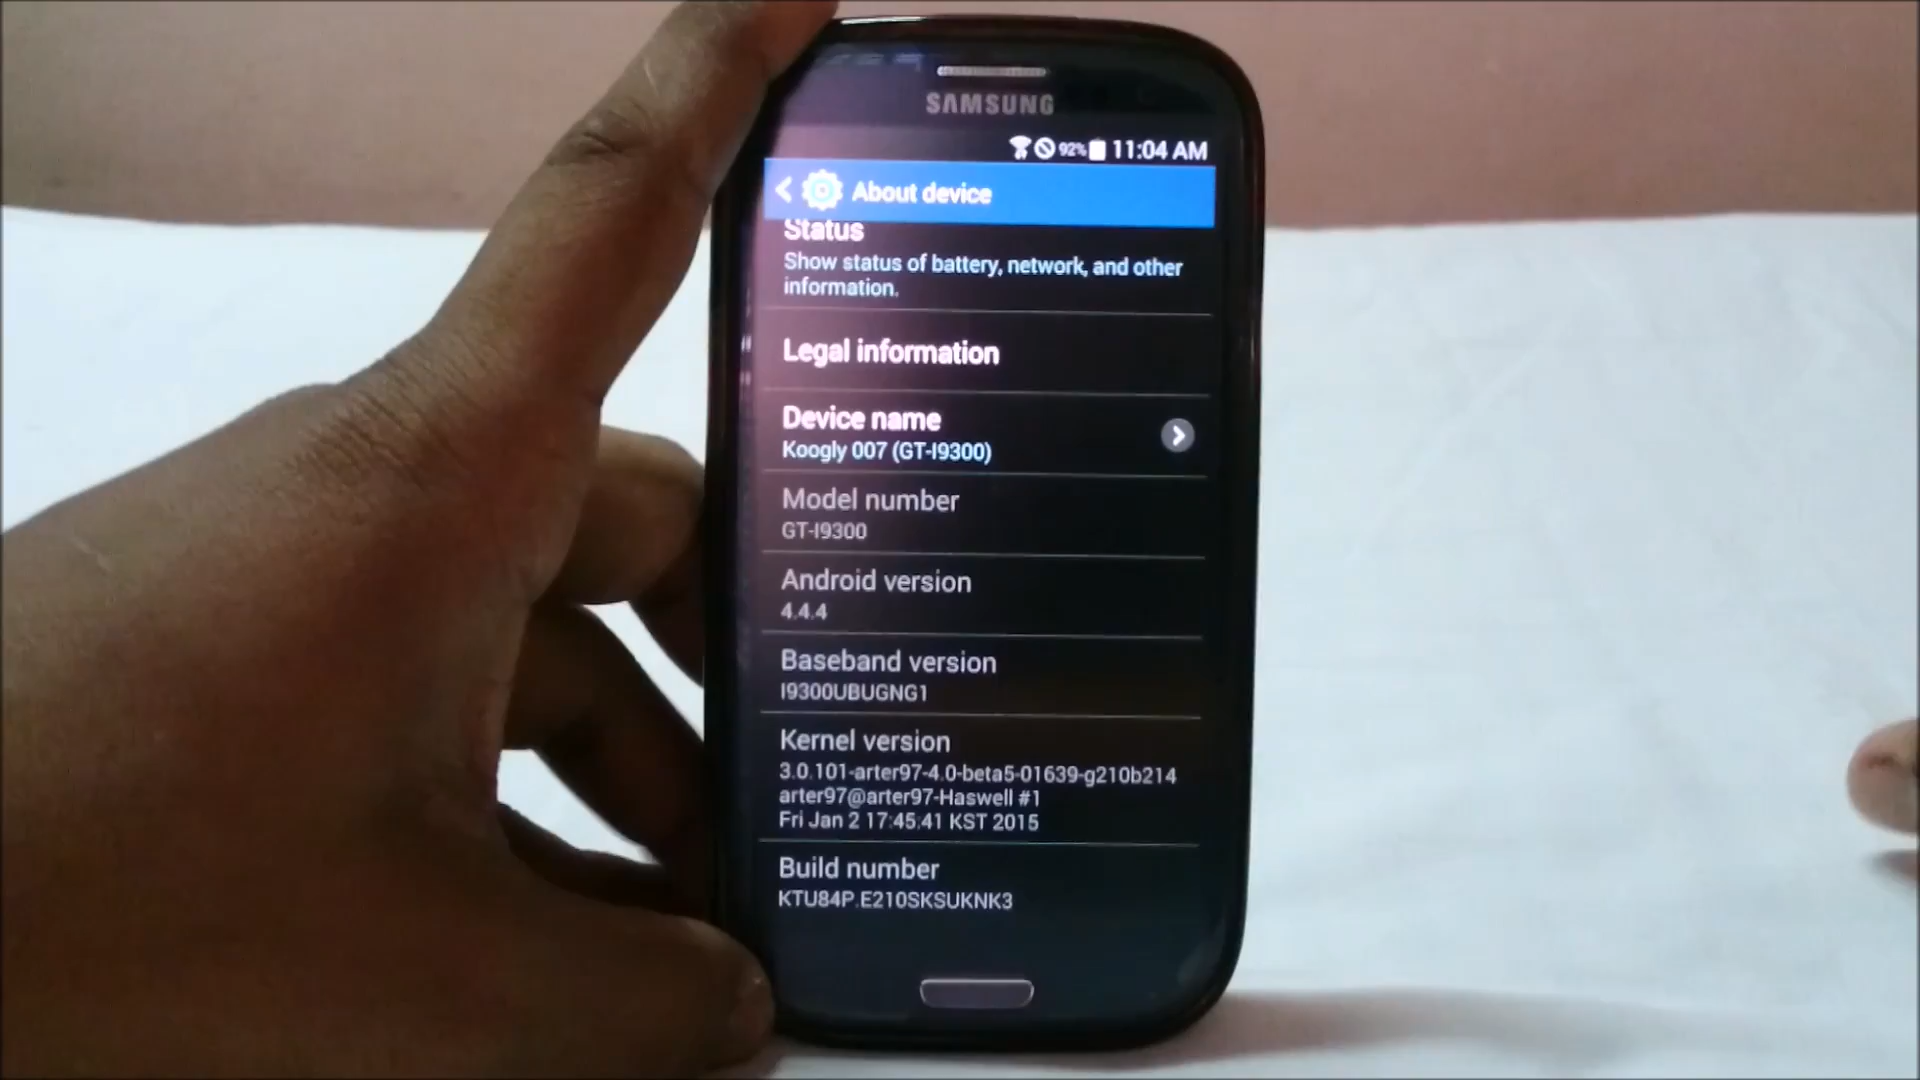 SAMSUNG
92% 11:04 AM
About device
Status
Show status of battery, network, and other
information.
Legal information
Device name
Koogly 007 (GT-I9300)
Model number
GT-I9300
Android version
4.4.4
Baseband version
I9300UBUGNG1
Kernel version
3.0.101-arter97-4.0-beta5-01639-g210b214
arter97@arter97-Haswell #1
Fri Jan 2 17:45:41 KST 2015
Build number
KTU84P.E210SKSUKNK3